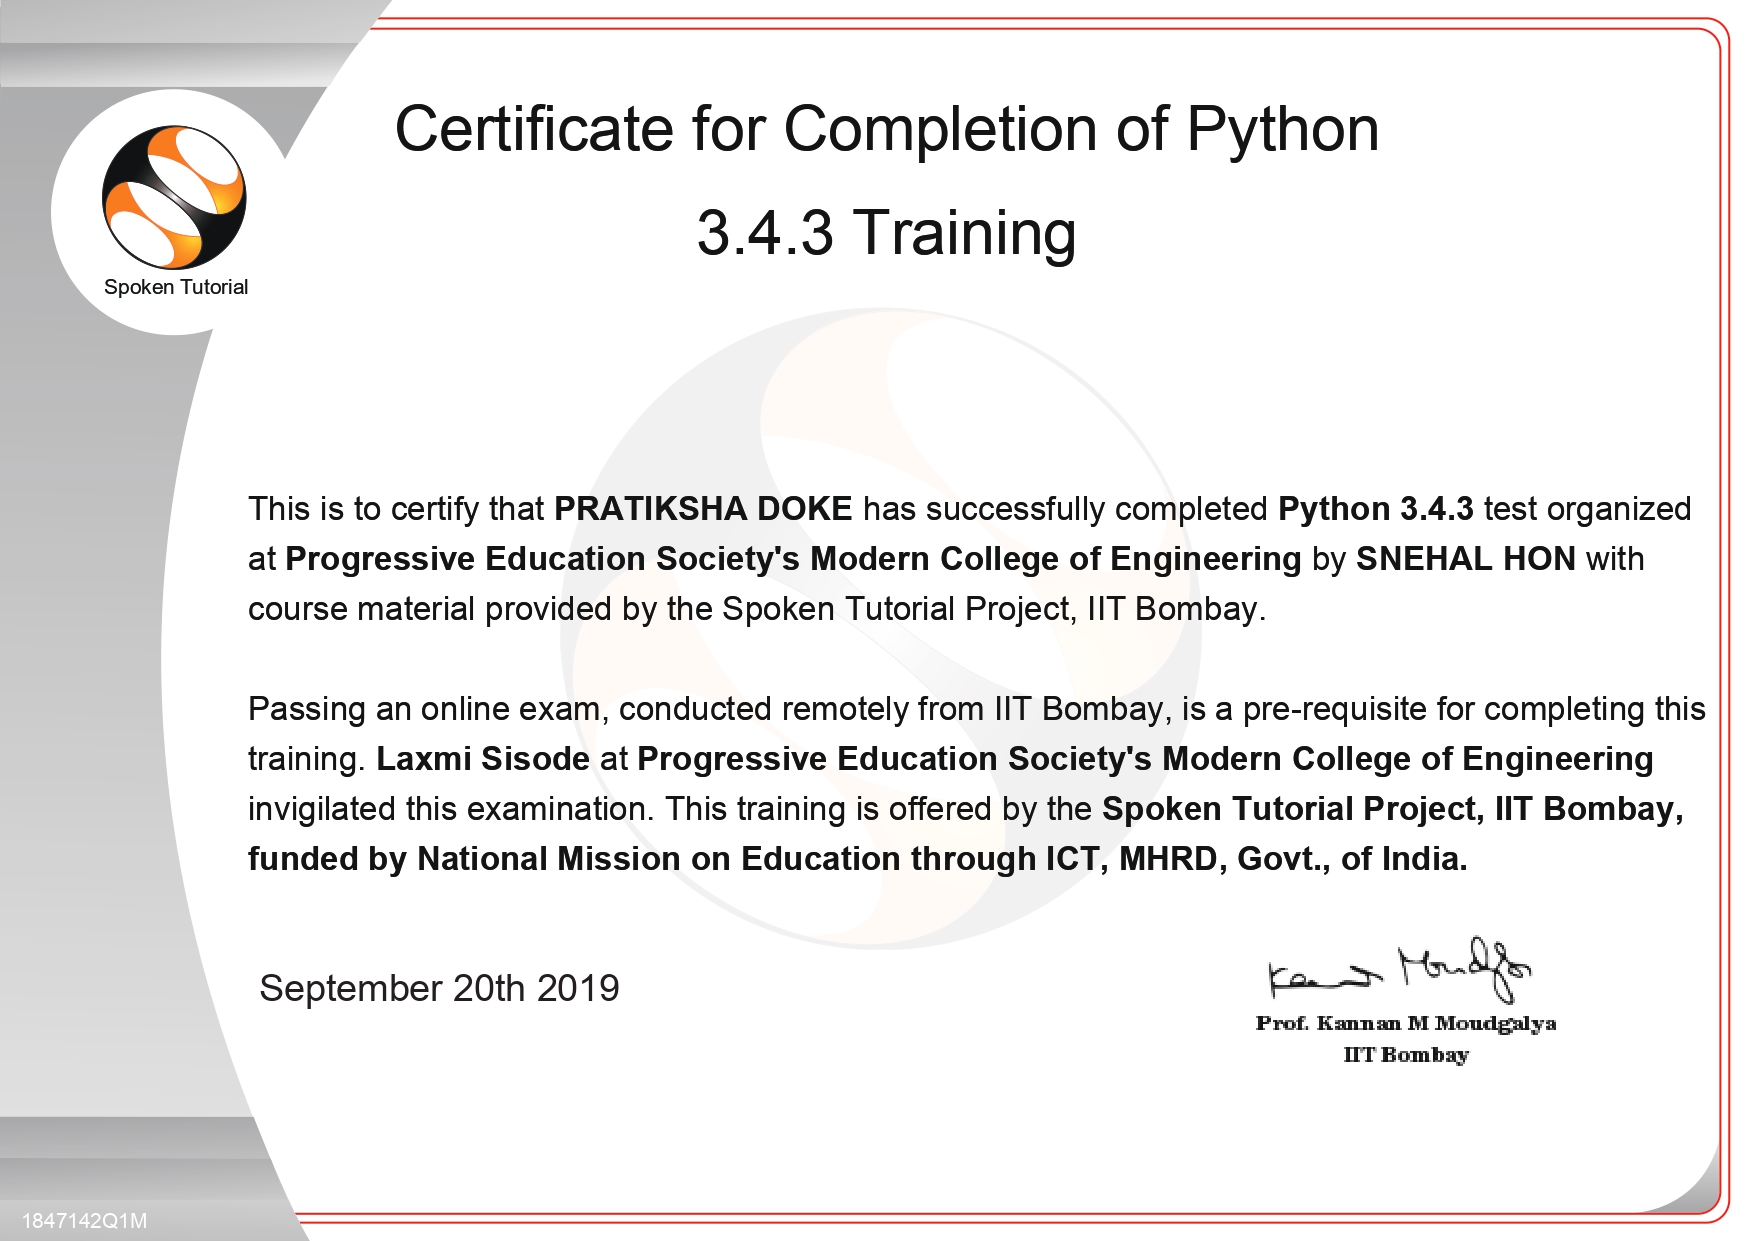 Certificate for Completion of Python
3.4.3 Training
Spoken Tutorial
This is to certify that PRATIKSHA DOKE has successfully completed Python 3.4.3 test organized
at Progressive Education Society's Modern College of Engineering by SNEHAL HON with
course material provided by the Spoken Tutorial Project, IIT Bombay.
Passing an online exam, conducted remotely from IIT Bombay, is a pre-requisite for completing this
training. Laxmi Sisode at Progressive Education Society's Modern College of Engineering
invigilated this examination. This training is offered by the Spoken Tutorial Project, IIT Bombay,
funded by National Mission on Education through ICT, MHRD, Govt., of India.
September 20th 2019
Kannan Moudgalya
Prof. Kannan M Moudgalya
IIT Bombay
1847142Q1M